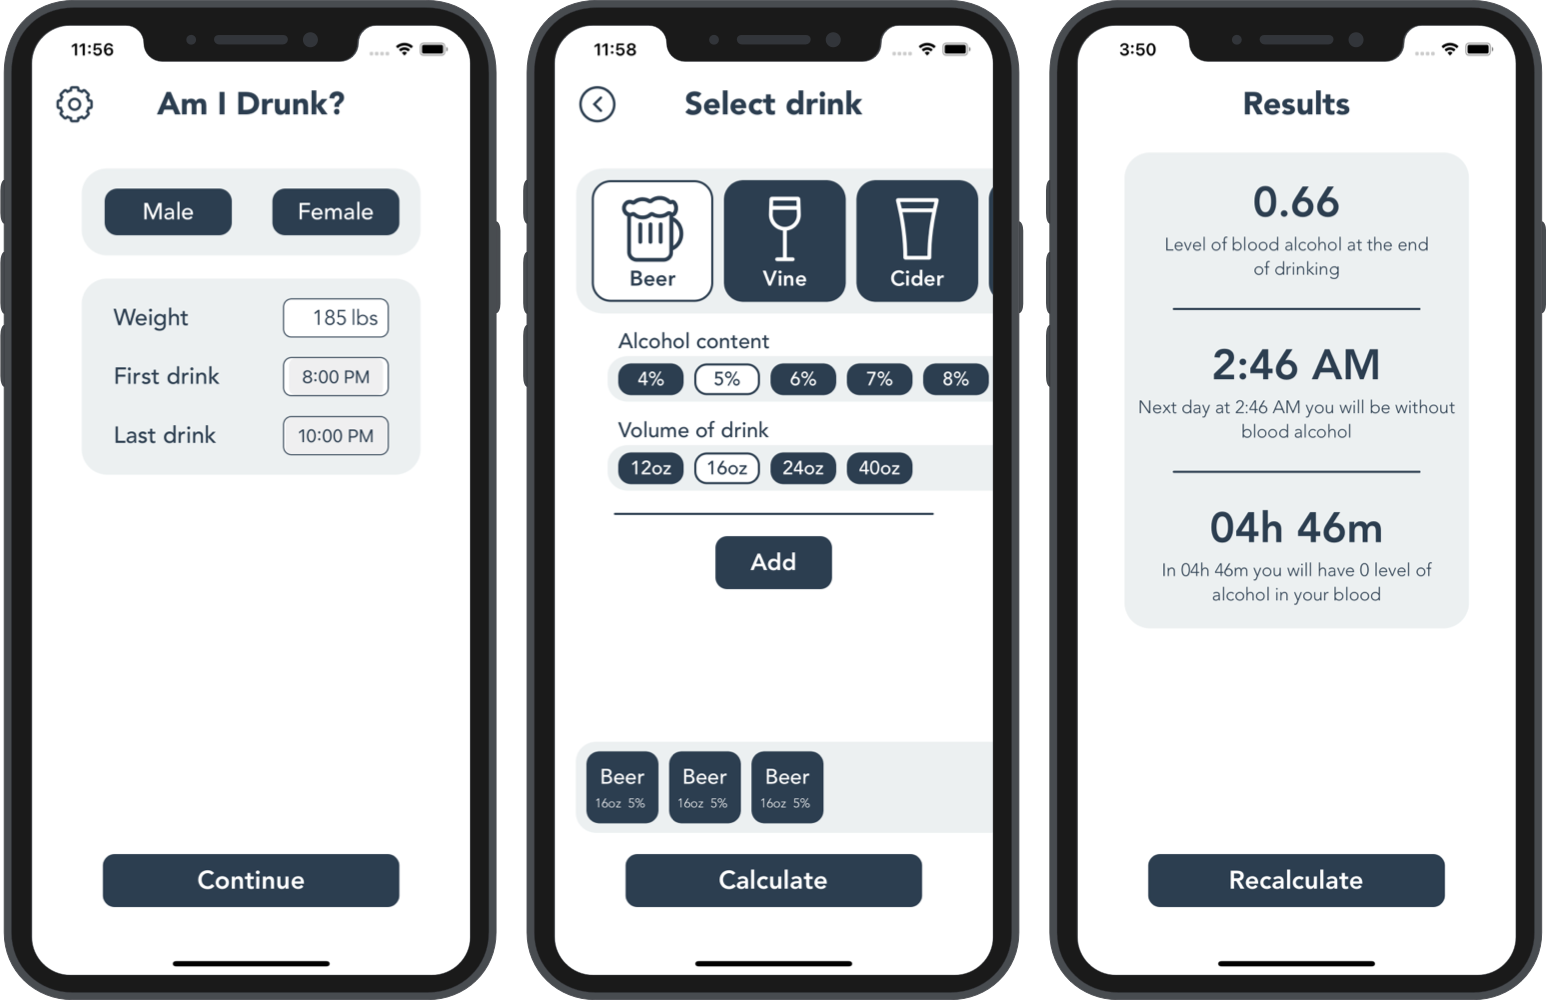 11:56
Am I Drunk?
Male Female
Weight 185 lbs
First drink 8:00 PM
Last drink 10:00 PM
Continue
11:58
Select drink
Beer Vine Cider
Alcohol content
4% 5% 6% 7% 8%
Volume of drink
12oz 16oz 24oz 40oz
Add
Beer Beer Beer
16oz 5% 16oz 5% 16oz 5%
Calculate
3:50
Results
0.66
Level of blood alcohol at the end
of drinking
2:46 AM
Next day at 2:46 AM you will be without
blood alcohol
04h 46m
In 04h 46m you will have 0 level of
alcohol in your blood
Recalculate